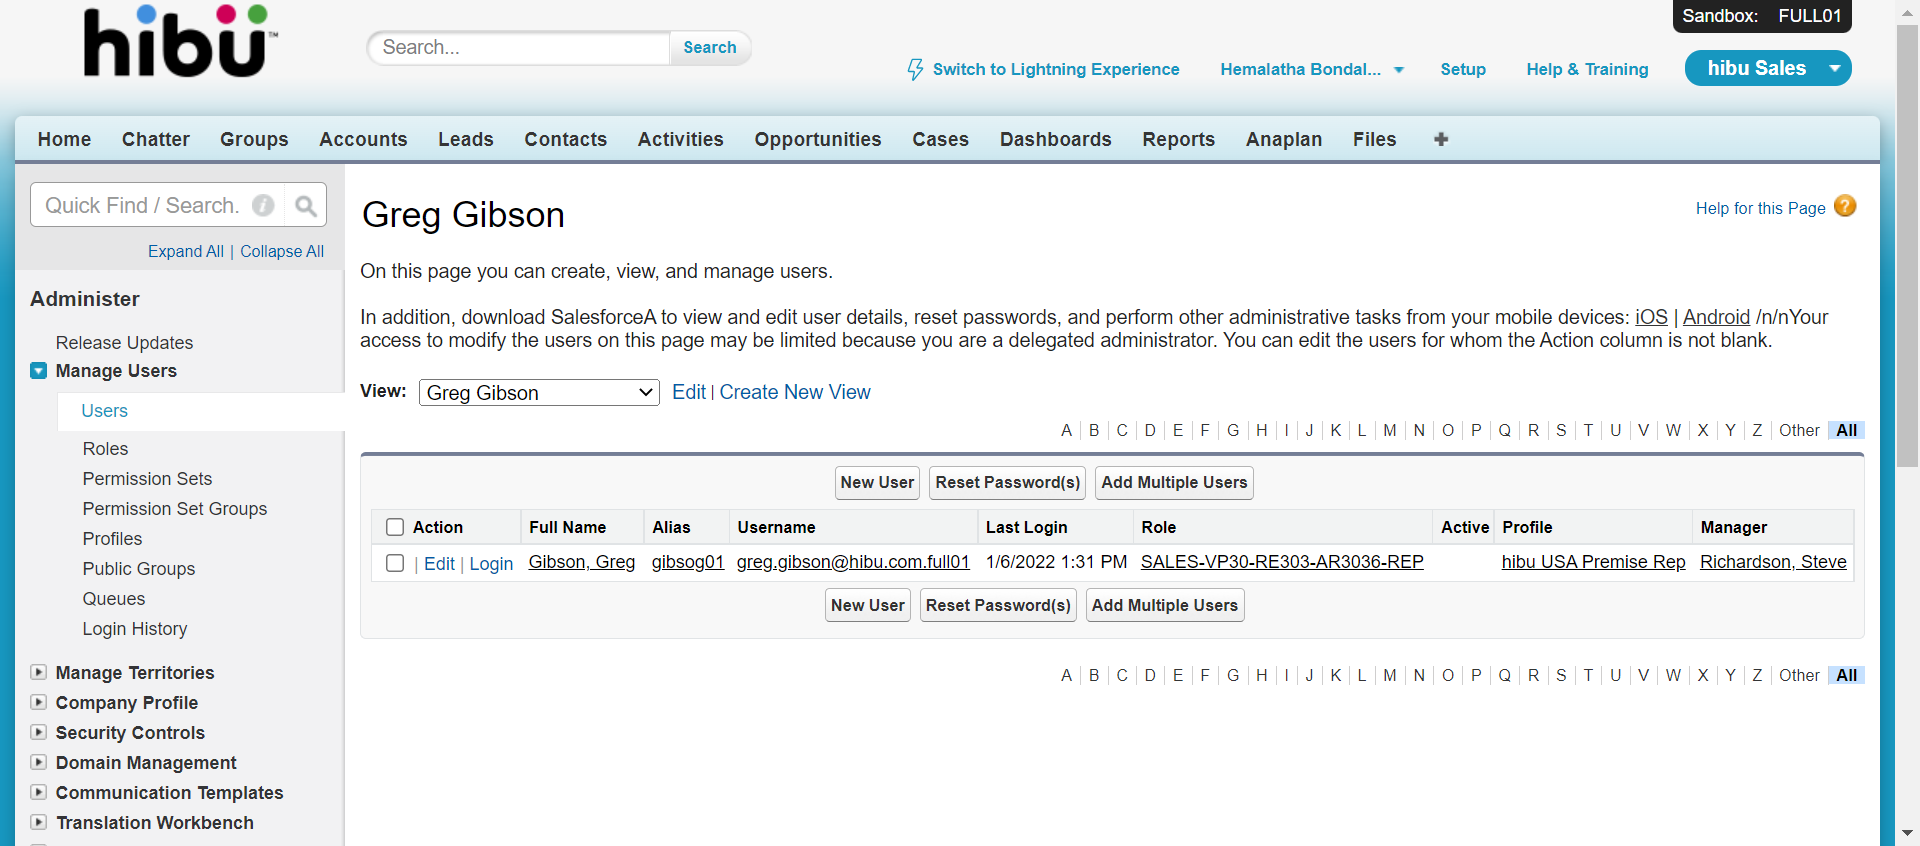 hibu™
Search...
Search
Switch to Lightning Experience
Hemalatha Bondal...
Setup
Help & Training
Sandbox: FULL01
hibu Sales
Home Chatter Groups Accounts Leads Contacts Activities Opportunities Cases Dashboards Reports Anaplan Files
Quick Find / Search.
Expand All | Collapse All
Administer
Release Updates
Manage Users
Users
Roles
Permission Sets
Permission Set Groups
Profiles
Public Groups
Queues
Login History
Manage Territories
Company Profile
Security Controls
Domain Management
Communication Templates
Translation Workbench
Greg Gibson
Help for this Page ?
On this page you can create, view, and manage users.
In addition, download SalesforceA to view and edit user details, reset passwords, and perform other administrative tasks from your mobile devices: iOS | Android /n/nYour
access to modify the users on this page may be limited because you are a delegated administrator. You can edit the users for whom the Action column is not blank.
View: Greg Gibson Edit | Create New View
A B C D E F G H I J K L M N O P Q R S T U V W X Y Z Other All
New User Reset Password(s) Add Multiple Users
Action Full Name Alias Username Last Login Role Active Profile Manager
| Edit | Login Gibson, Greg gibsog01 greg.gibson@hibu.com.full01 1/6/2022 1:31 PM SALES-VP30-RE303-AR3036-REP hibu USA Premise Rep Richardson, Steve
New User Reset Password(s) Add Multiple Users
A B C D E F G H I J K L M N O P Q R S T U V W X Y Z Other All